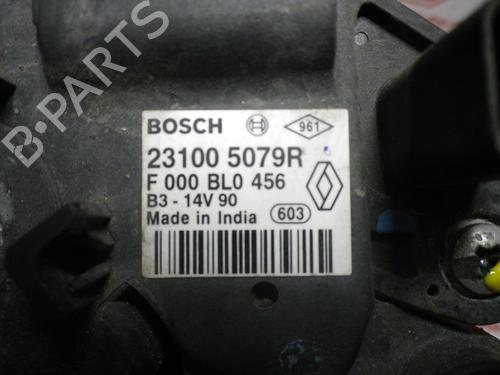 BOSCH 961
23100 5079R
F 000 BL0 456
B3 - 14V 90
Made in India 603
B-PARTS